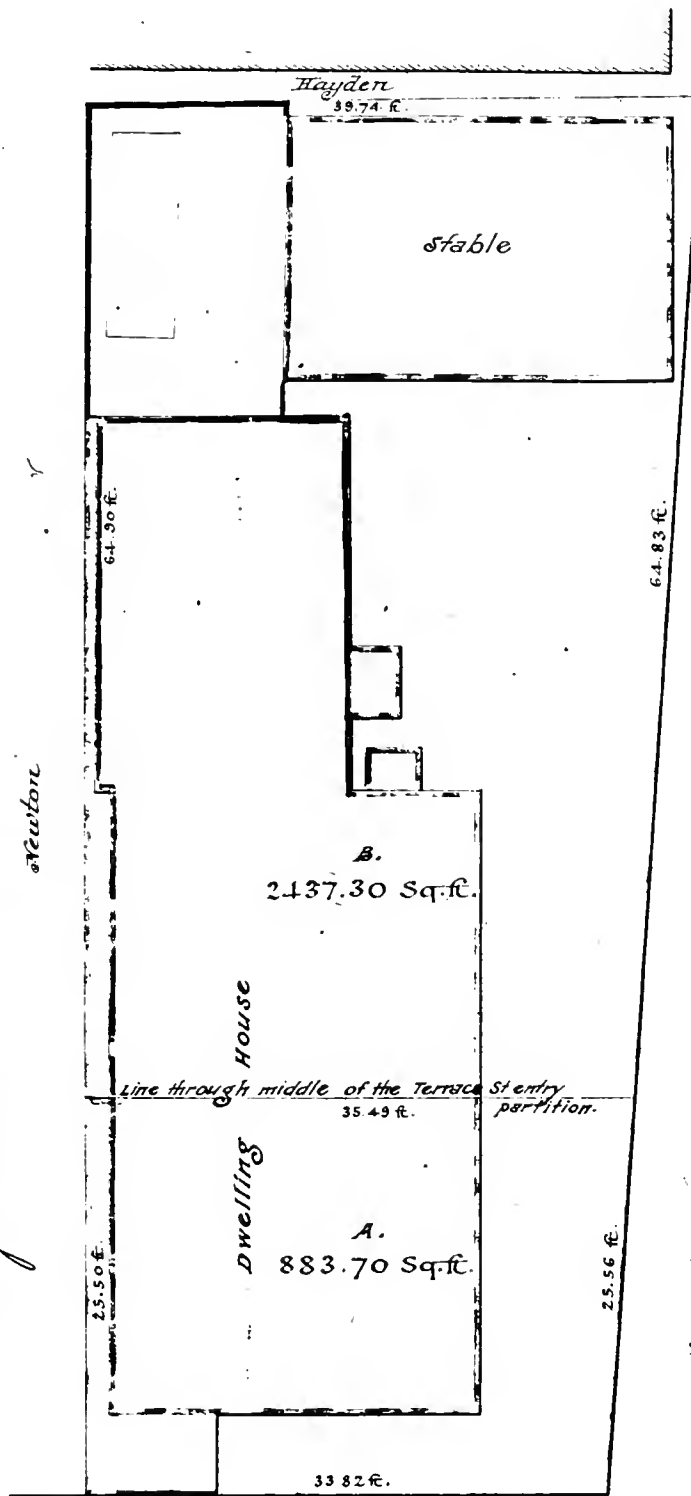 Hayden
39.74 ft.
Stable
64.90 ft.
64.83 ft.
Newton
B.
2437.30 Sq.ft.
Dwelling House
Line through middle of the Terrace St entry
partition.
35.49 ft.
A.
883.70 Sq.ft.
25.50 ft.
25.56 ft.
33 82 ft.